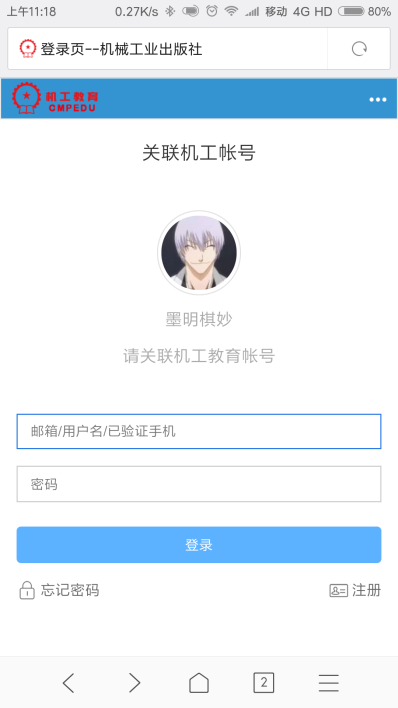 上午11:18 0.27K/s 移动 4G HD 80%
登录页--机械工业出版社
机工教育
CMPEDU
关联机工帐号
墨明棋妙
请关联机工教育帐号
邮箱/用户名/已验证手机
密码
登录
忘记密码 注册
2